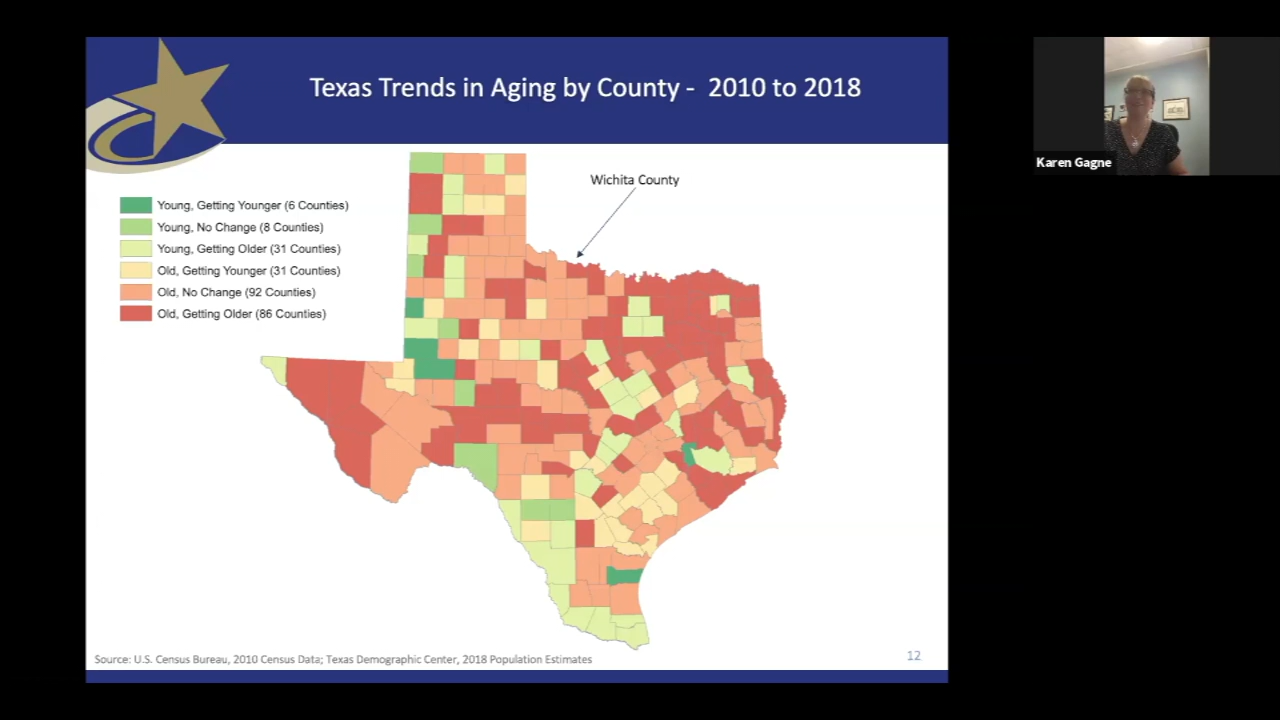 Texas Trends in Aging by County - 2010 to 2018
Karen Gagne
Wichita County
Young, Getting Younger (6 Counties)
Young, No Change (8 Counties)
Young, Getting Older (31 Counties)
Old, Getting Younger (31 Counties)
Old, No Change (92 Counties)
Old, Getting Older (86 Counties)
Source: U.S. Census Bureau, 2010 Census Data; Texas Demographic Center, 2018 Population Estimates
12